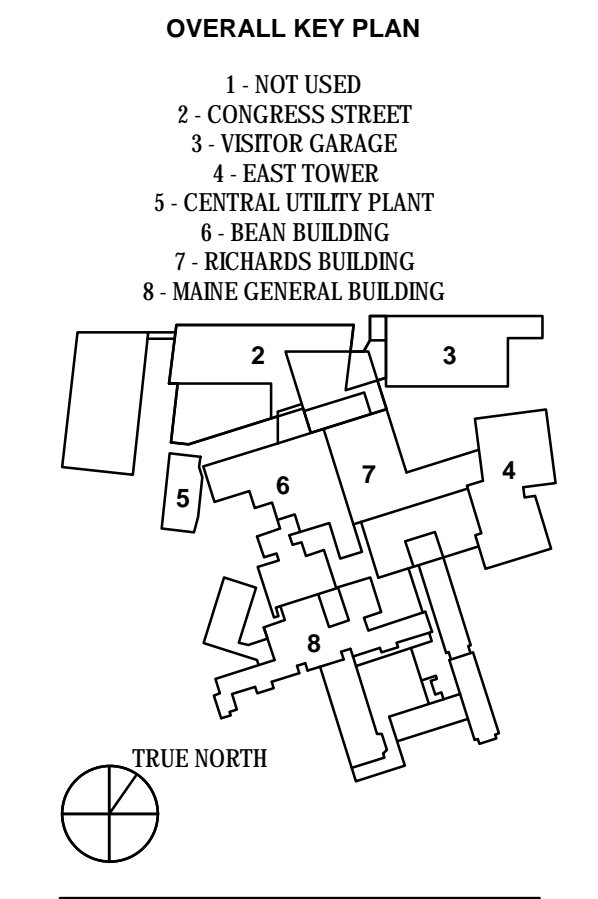 OVERALL KEY PLAN
1 - NOT USED
2 - CONGRESS STREET
3 - VISITOR GARAGE
4 - EAST TOWER
5 - CENTRAL UTILITY PLANT
6 - BEAN BUILDING
7 - RICHARDS BUILDING
8 - MAINE GENERAL BUILDING
2
3
4
7
6
5
8
TRUE NORTH